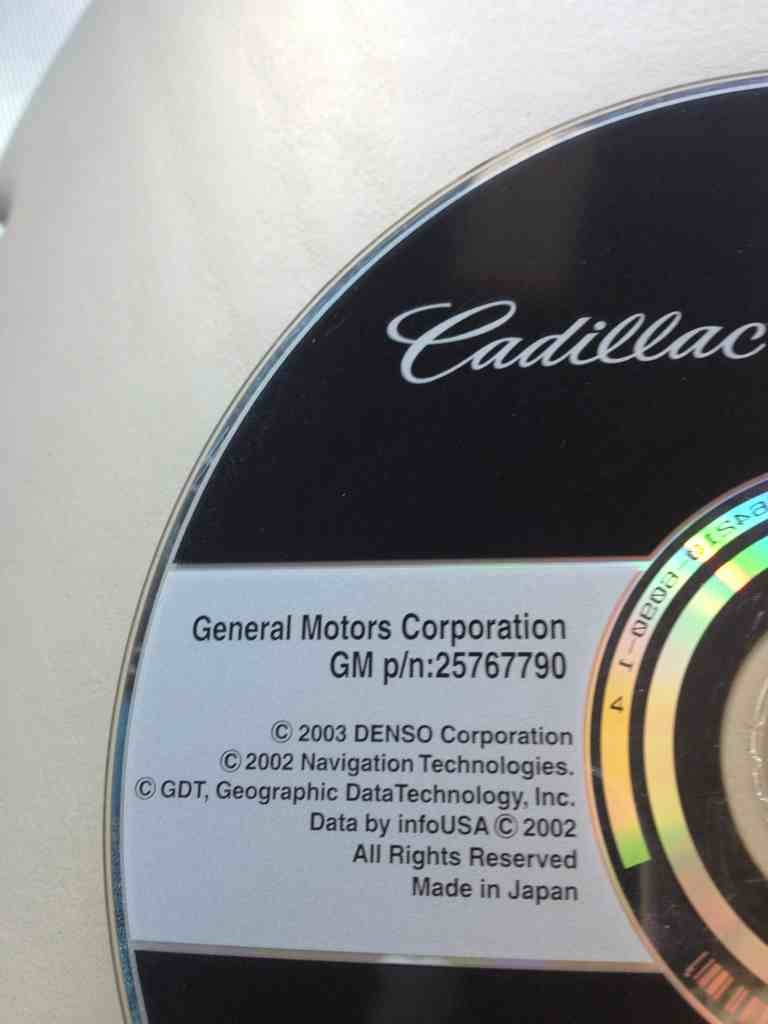 Cadillac
General Motors Corporation
GM p/n:25767790
© 2003 DENSO Corporation
© 2002 Navigation Technologies.
© GDT, Geographic DataTechnology, Inc.
Data by infoUSA © 2002
All Rights Reserved
Made in Japan